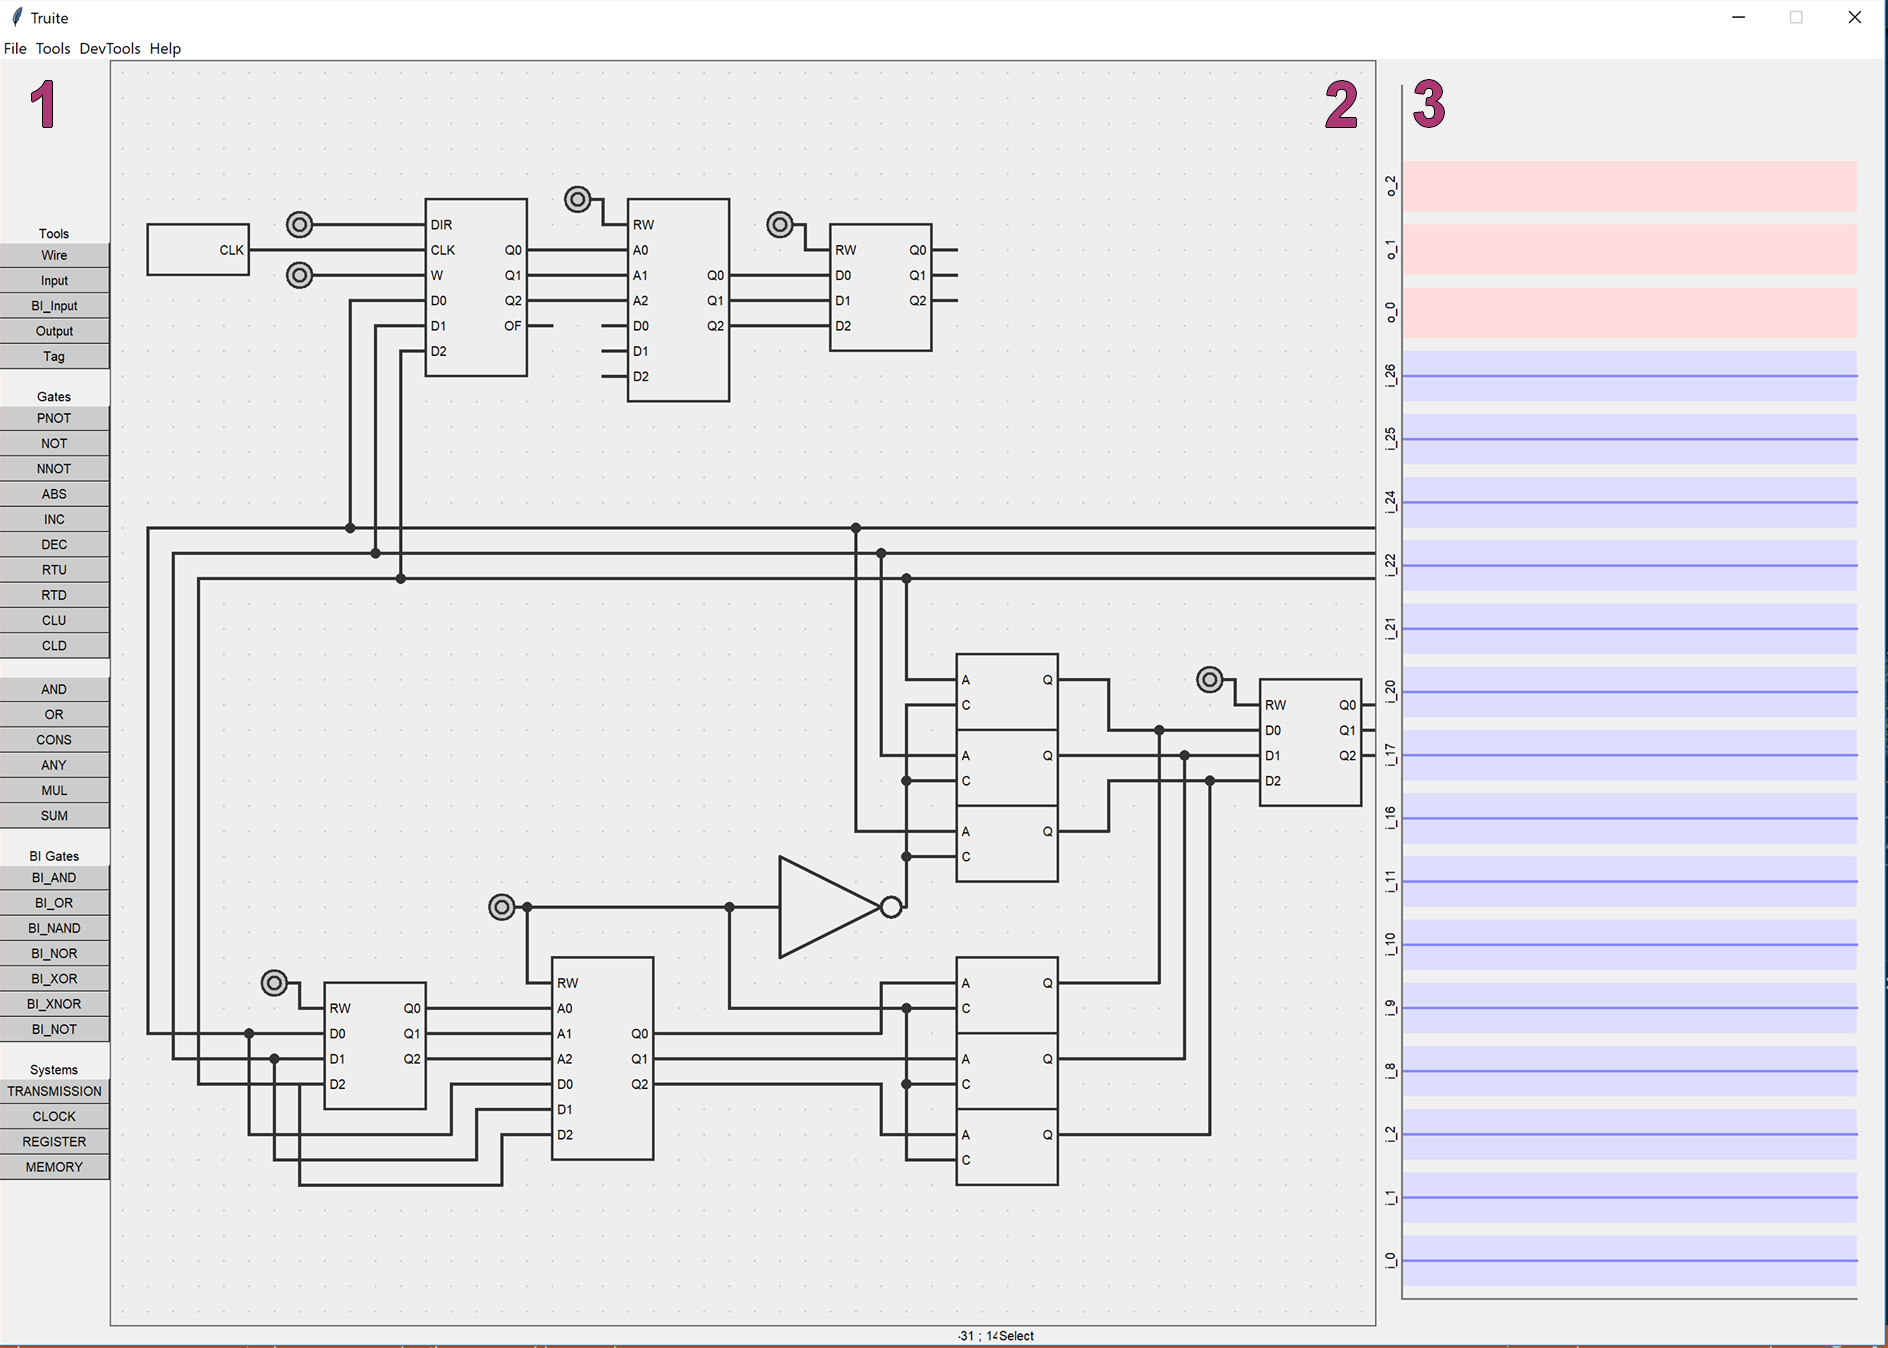 Truite
File Tools DevTools Help
1
Tools
Wire
Input
BI_Input
Output
Tag
Gates
PNOT
NOT
NNOT
ABS
INC
DEC
RTU
RTD
CLU
CLD
AND
OR
CONS
ANY
MUL
SUM
BI Gates
BI_AND
BI_OR
BI_NAND
BI_NOR
BI_XOR
BI_XNOR
BI_NOT
Systems
TRANSMISSION
CLOCK
REGISTER
MEMORY
2
CLK
DIR
CLK Q0
W Q1
D0 Q2
D1 OF
D2
RW
A0
A1 Q0
A2 Q1
D0 Q2
D1
D2
RW Q0
D0 Q1
D1 Q2
D2
A Q
C
A Q
C
A Q
C
RW Q0
D0 Q1
D1 Q2
D2
RW Q0
D0 Q1
D1 Q2
D2
RW
A0
A1 Q0
A2 Q1
D0 Q2
D1
D2
A Q
C
A Q
C
A Q
C
3
o_2
o_1
o_0
i_26
i_25
i_24
i_22
i_21
i_20
i_17
i_16
i_11
i_10
i_9
i_8
i_2
i_1
i_0
-31 ; 14Select